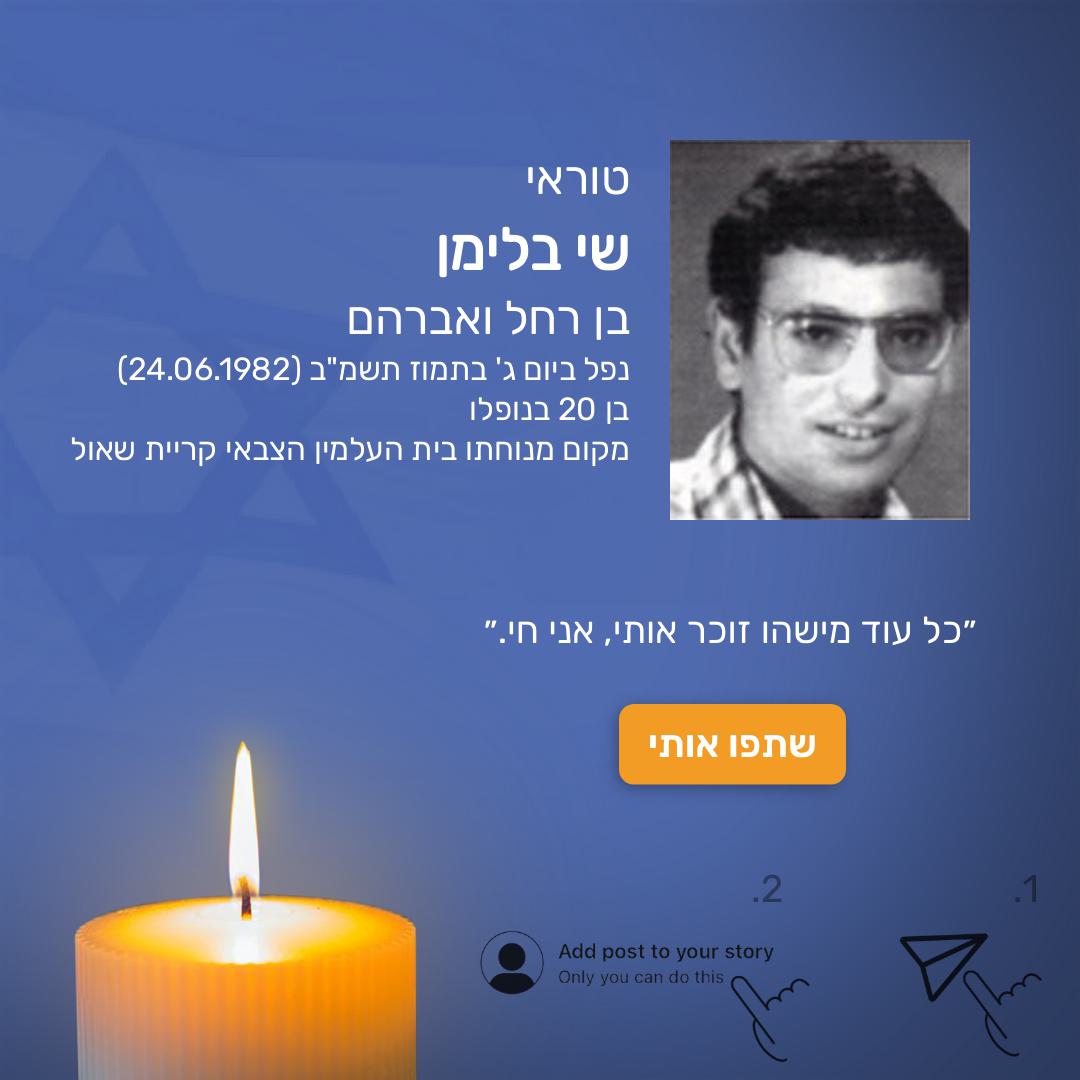 טוראי
שי בלימן
בן רחל ואברהם
נפל ביום ג' בתמוז תשמ"ב (24.06.1982)
בן 20 בנופלו
מקום מנוחתו בית העלמין הצבאי קריית שאול
״כל עוד מישהו זוכר אותי, אני חי.״
שתפו אותי
1.
2.
Add post to your story
Only you can do this